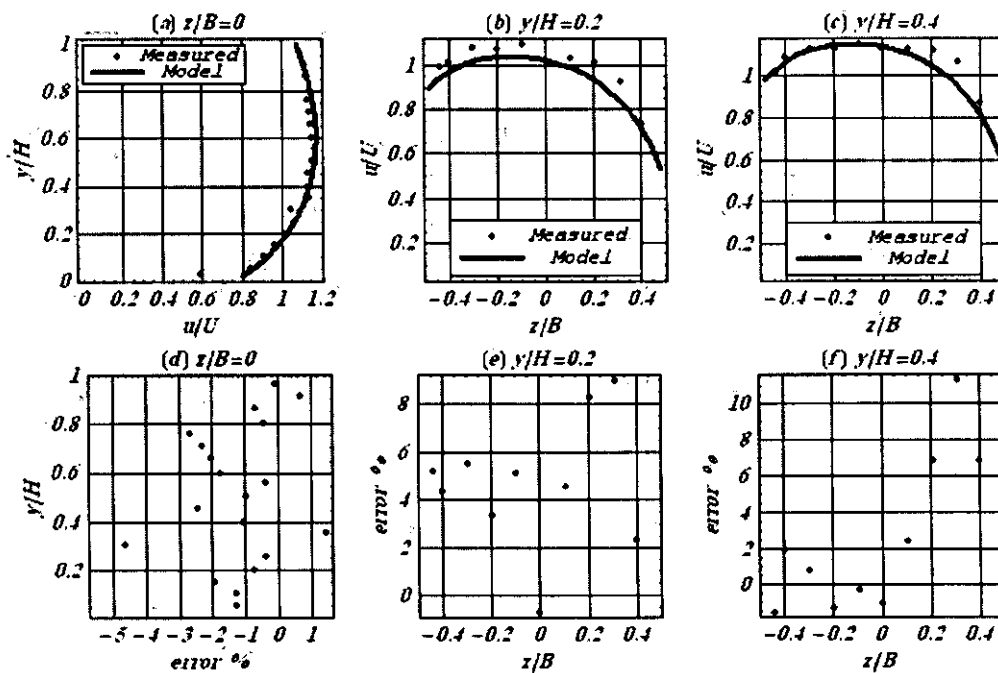 (a) z/B=0
(b) y/H=0.2
(c) y/H=0.4
Measured
Model
1
0.8
0.6
0.4
0.2
0
y/H
0 0.2 0.4 0.6 0.8 1 1.2
u/U
1
0.8
0.6
0.4
0.2
u/U
Measured
Model
-0.4 -0.2 0 0.2 0.4
z/B
1
0.8
0.6
0.4
0.2
u/U
Measured
Model
-0.4 -0.2 0 0.2 0.4
z/B
(d) z/B=0
(e) y/H=0.2
(f) y/H=0.4
1
0.8
0.6
0.4
0.2
y/H
-5 -4 -3 -2 -1 0 1
error %
8
6
4
2
0
error %
-0.4 -0.2 0 0.2 0.4
z/B
10
8
6
4
2
0
error %
-0.4 -0.2 0 0.2 0.4
z/B